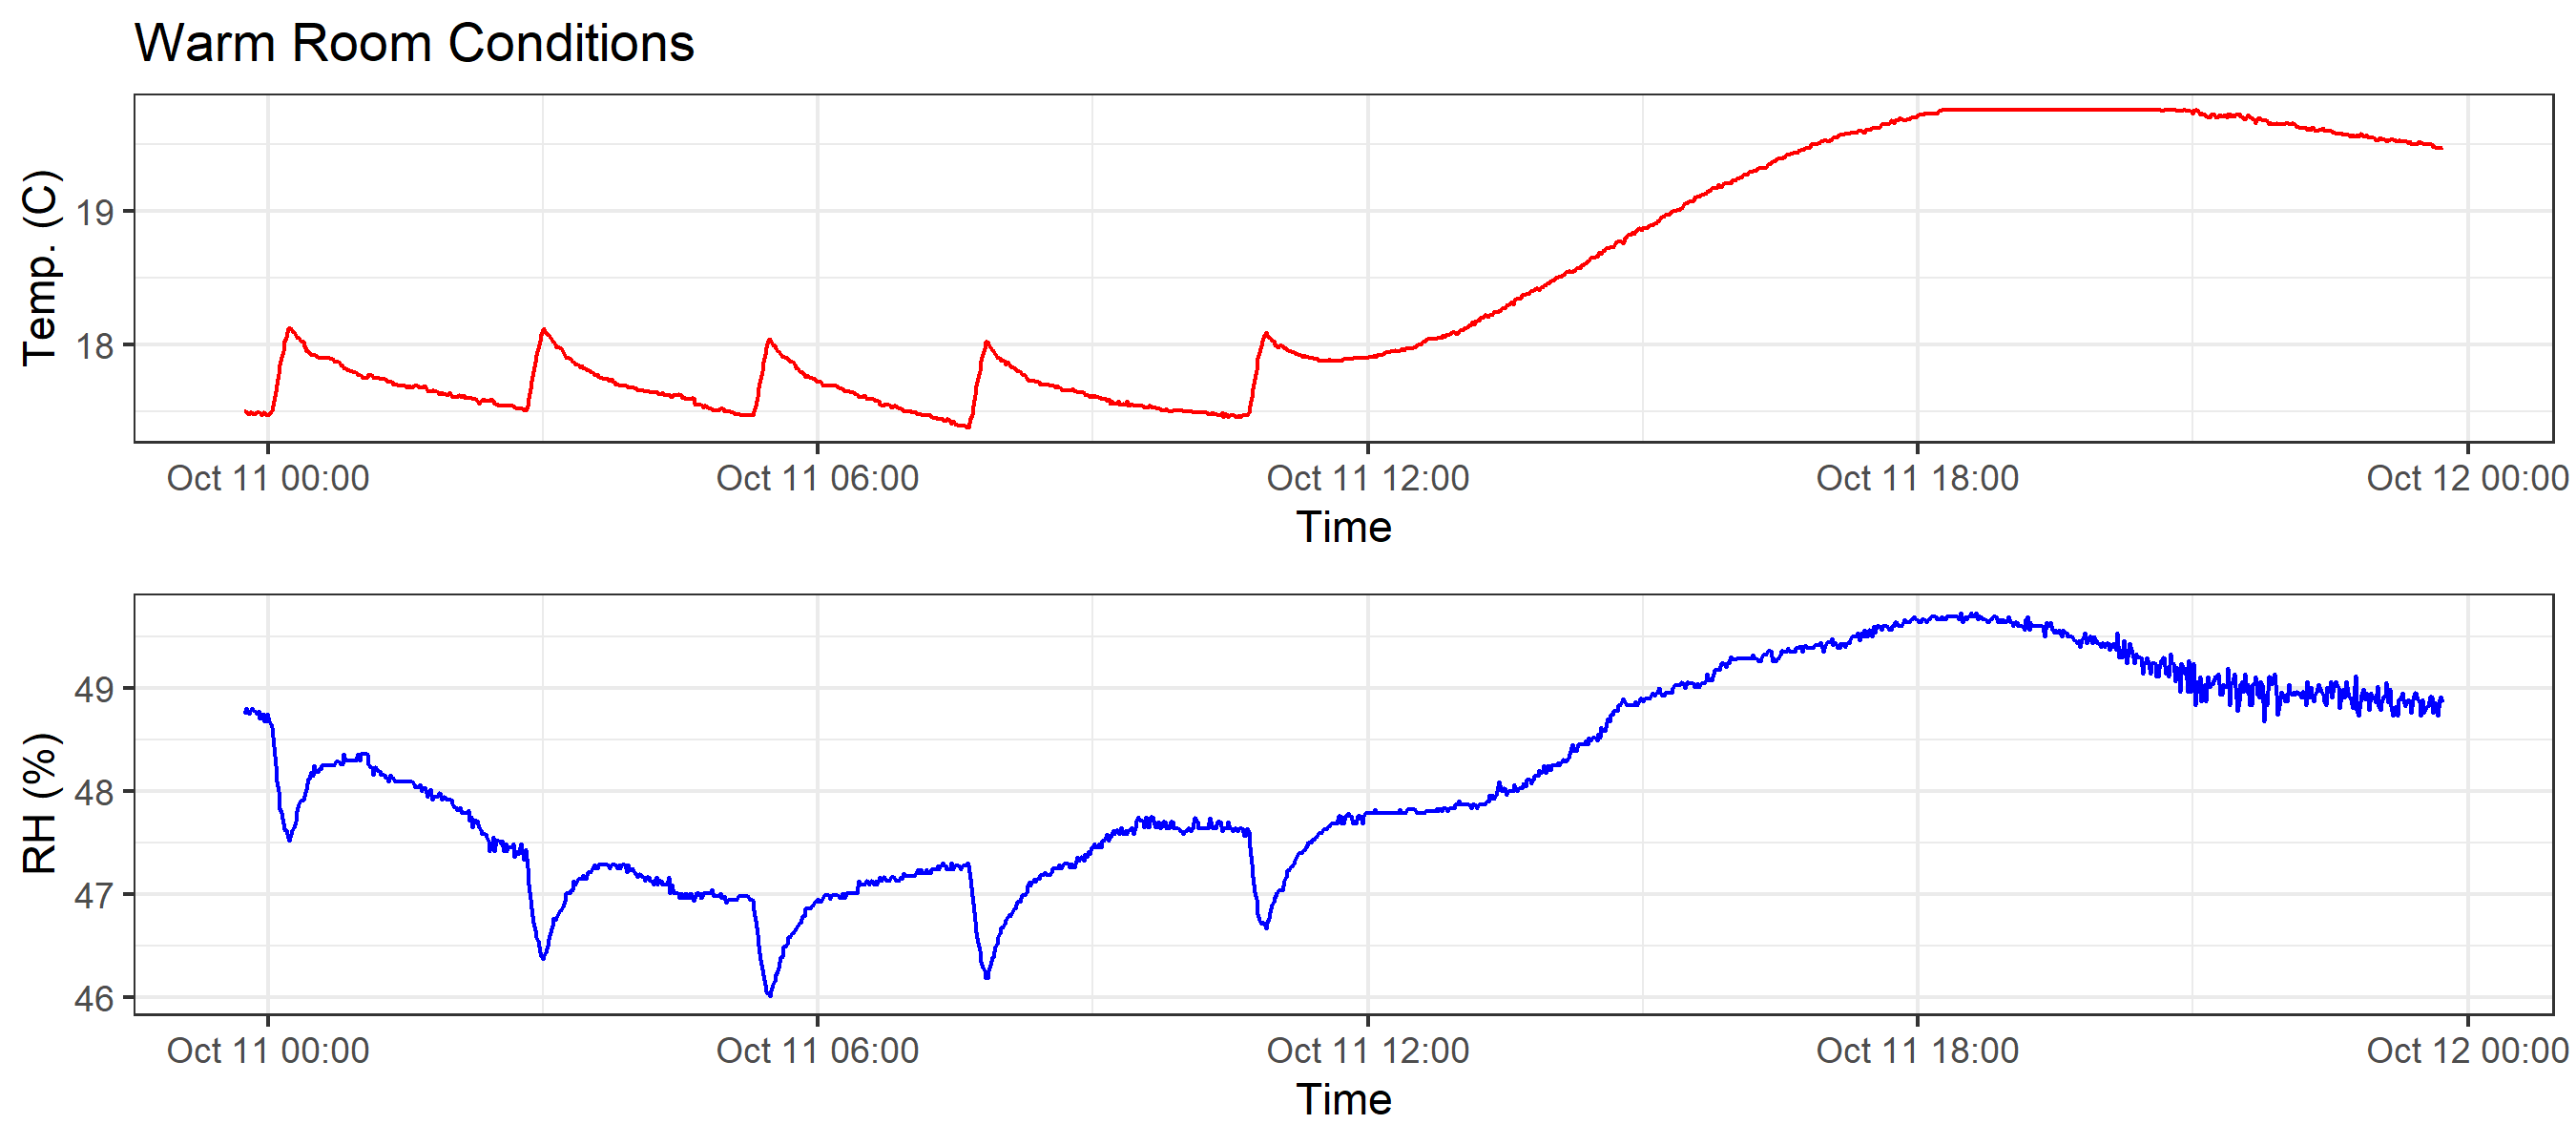 Warm Room Conditions
Temp. (C)
19
18
Oct 11 00:00 Oct 11 06:00 Oct 11 12:00 Oct 11 18:00 Oct 12 00:00
Time
RH (%)
49
48
47
46
Oct 11 00:00 Oct 11 06:00 Oct 11 12:00 Oct 11 18:00 Oct 12 00:00
Time